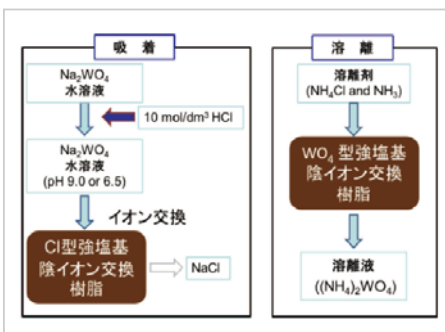 吸着
Na₂WO₄
水溶液
10 mol/dm³ HCl
Na₂WO₄
水溶液
(pH 9.0 or 6.5)
イオン交換
Cl型強塩基
陰イオン交換
樹脂
NaCl
溶離
溶離剤
(NH₄Cl and NH₃)
WO₄ 型強塩基
陰イオン交換
樹脂
溶離液
((NH₄)₂WO₄)